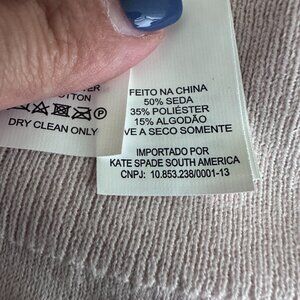 COTTON
DRY CLEAN ONLY
FEITO NA CHINA
50% SEDA
35% POLIÉSTER
15% ALGODÃO
VE A SECO SOMENTE
IMPORTADO POR
KATE SPADE SOUTH AMERICA
CNPJ: 10.853.238/0001-13